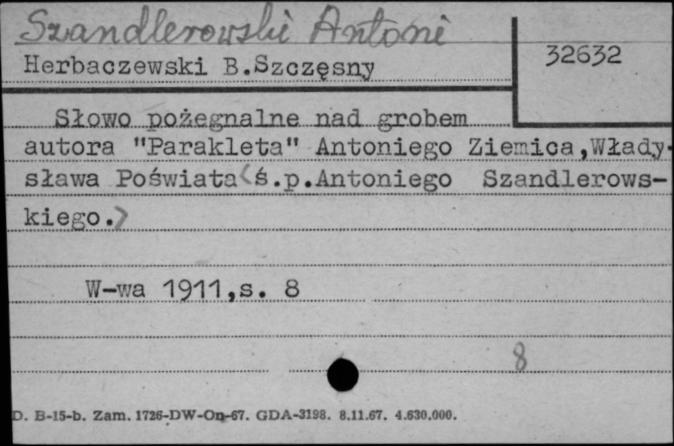 Szandlerowski Antoni
Herbaczewski B.Szczęsny
32632
Słowo pożegnalne nad grobem
autora "Parakleta" Antoniego Ziemica,Włady-
sława Poświata<ś.p.Antoniego Szandlerows-
kiego.>
W-wa 1911,s. 8
8
D. B-15-b. Zam. 1726-DW-On-67. GDA-3198. 8.11.67. 4.630.000.